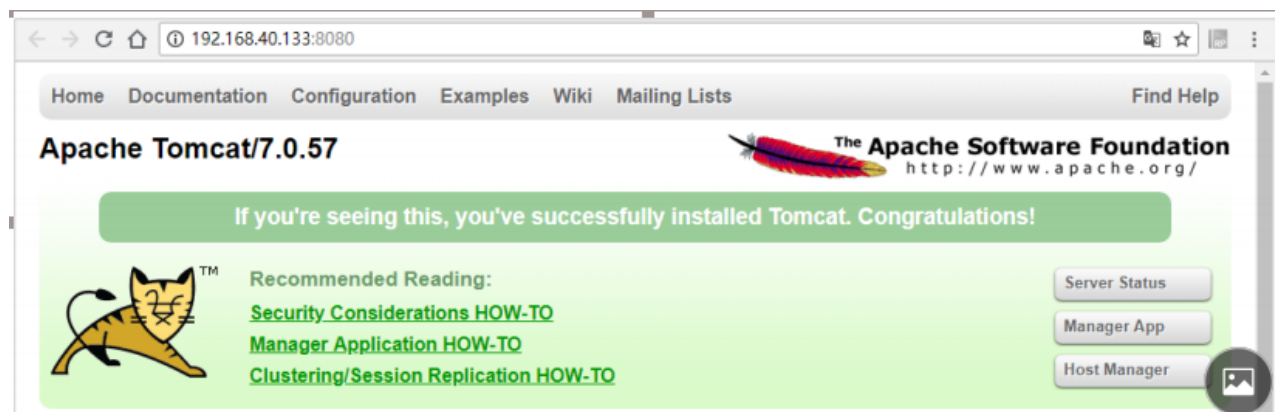 192.168.40.133:8080
Home Documentation Configuration Examples Wiki Mailing Lists Find Help
Apache Tomcat/7.0.57
The Apache Software Foundation
http://www.apache.org/
If you're seeing this, you've successfully installed Tomcat. Congratulations!
TM
Recommended Reading:
Security Considerations HOW-TO
Manager Application HOW-TO
Clustering/Session Replication HOW-TO
Server Status
Manager App
Host Manager